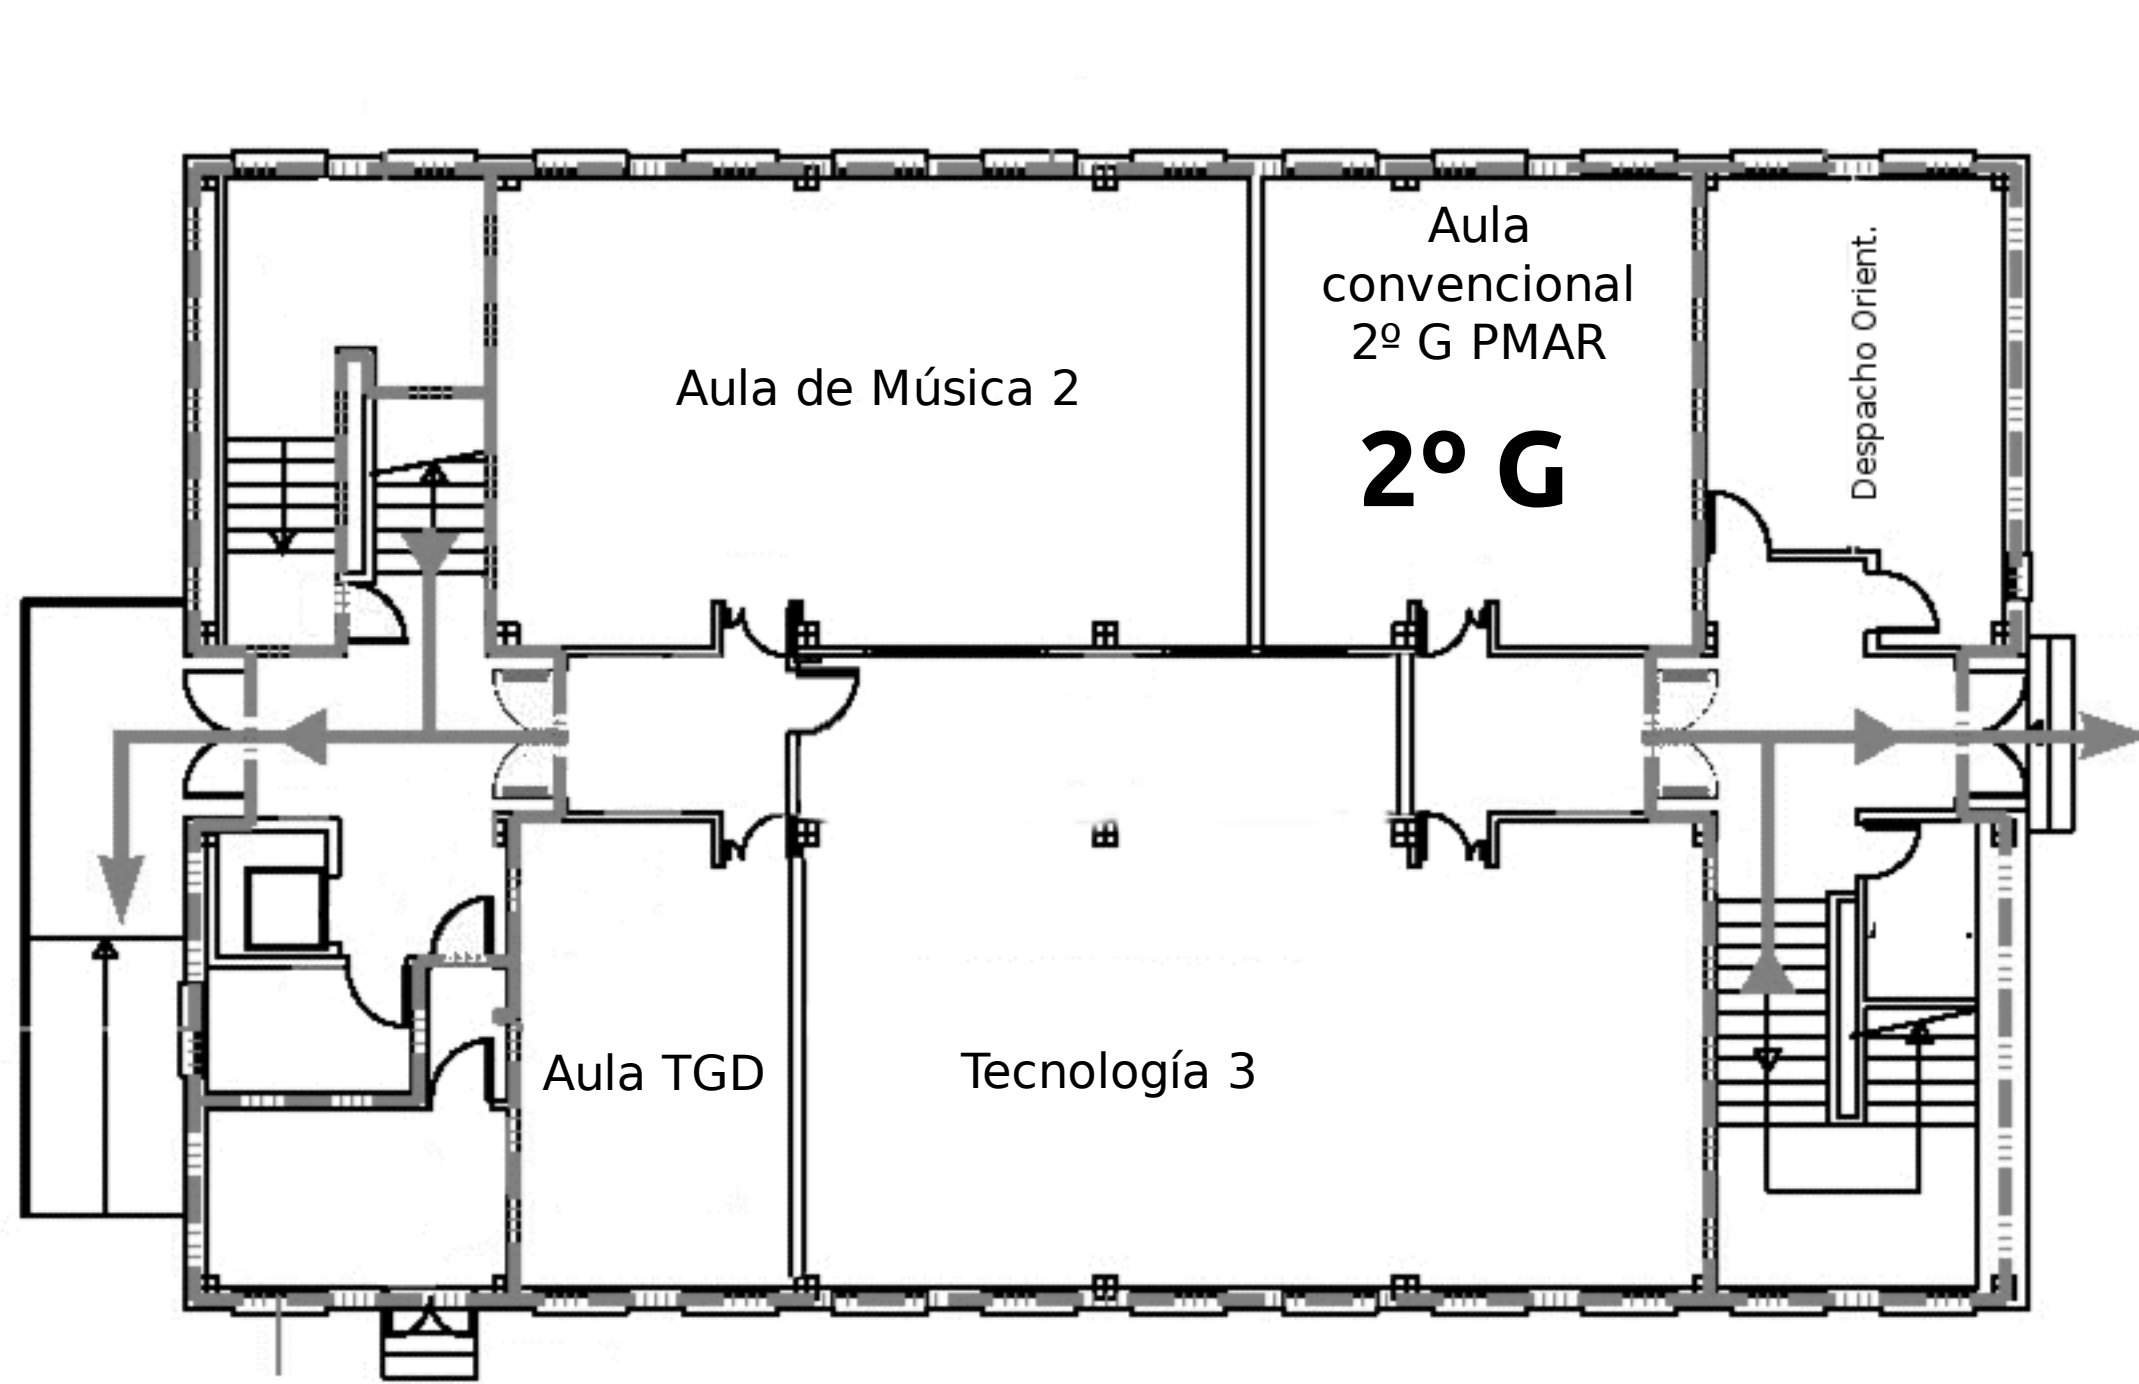 Aula
convencional
2º G PMAR
2º G
Aula de Música 2
Despacho Orient.
Aula TGD
Tecnología 3